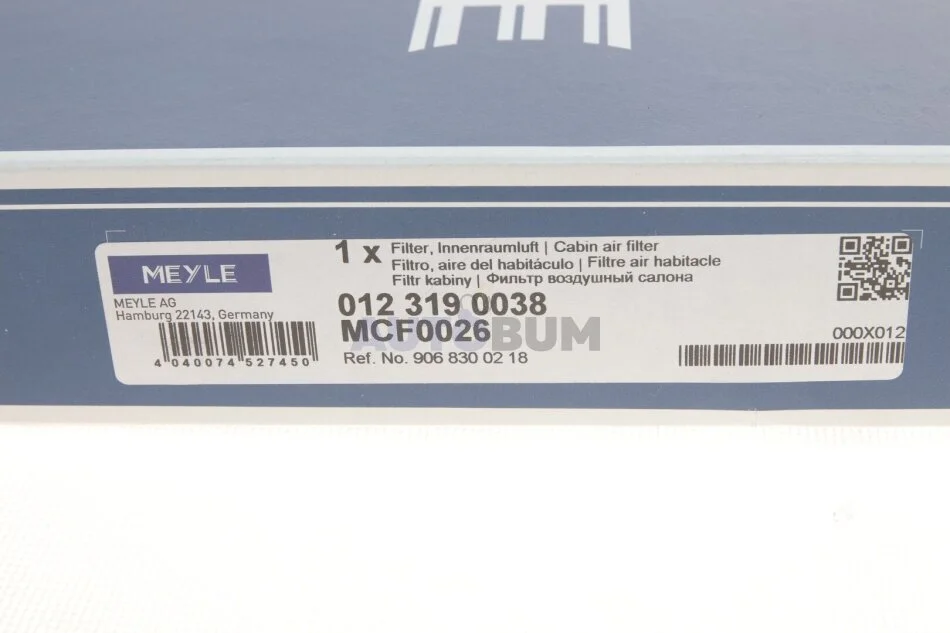 MEYLE
MEYLE AG
Hamburg 22143, Germany
4 040074 527450
1 x Filter, Innenraumluft | Cabin air filter
Filtro, aire del habitáculo | Filtre air habitacle
Filtr kabiny | Фильтр воздушный салона
012 319 0038
MCF0026
AUTOBUM
Ref. No. 906 830 02 18
000X012